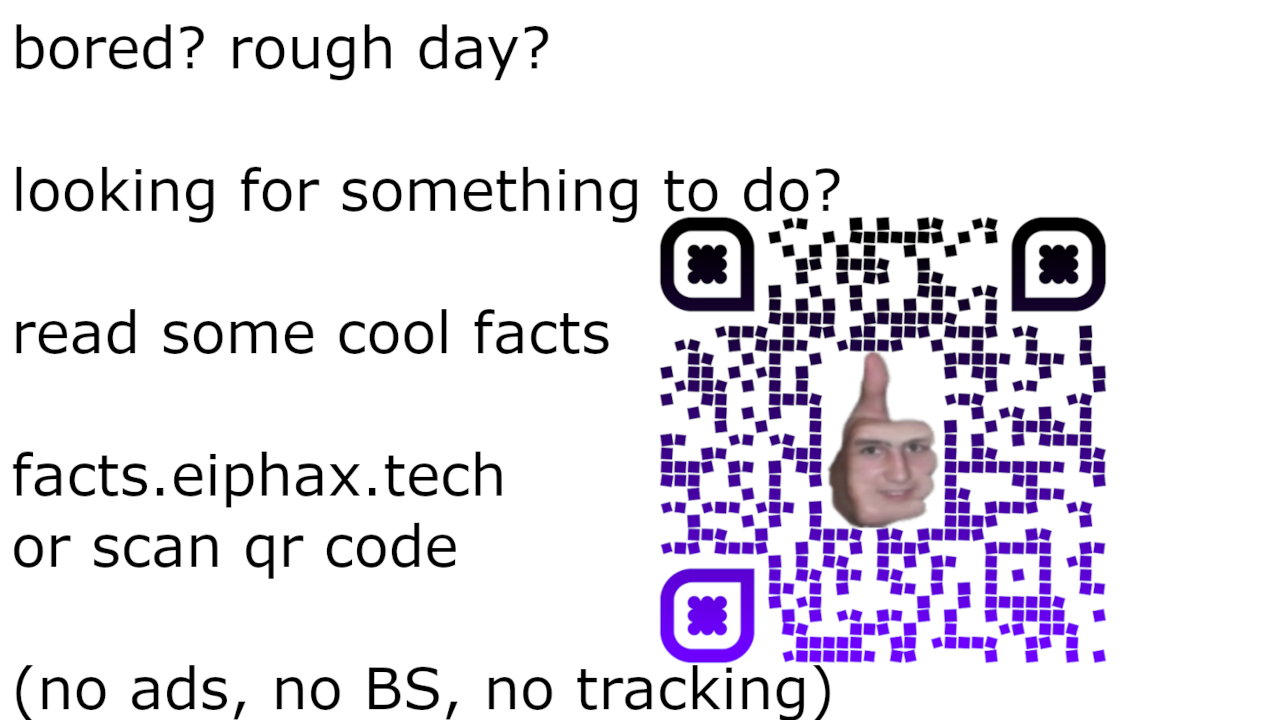 bored? rough day?
looking for something to do?
read some cool facts
facts.eiphax.tech
or scan qr code
(no ads, no BS, no tracking)